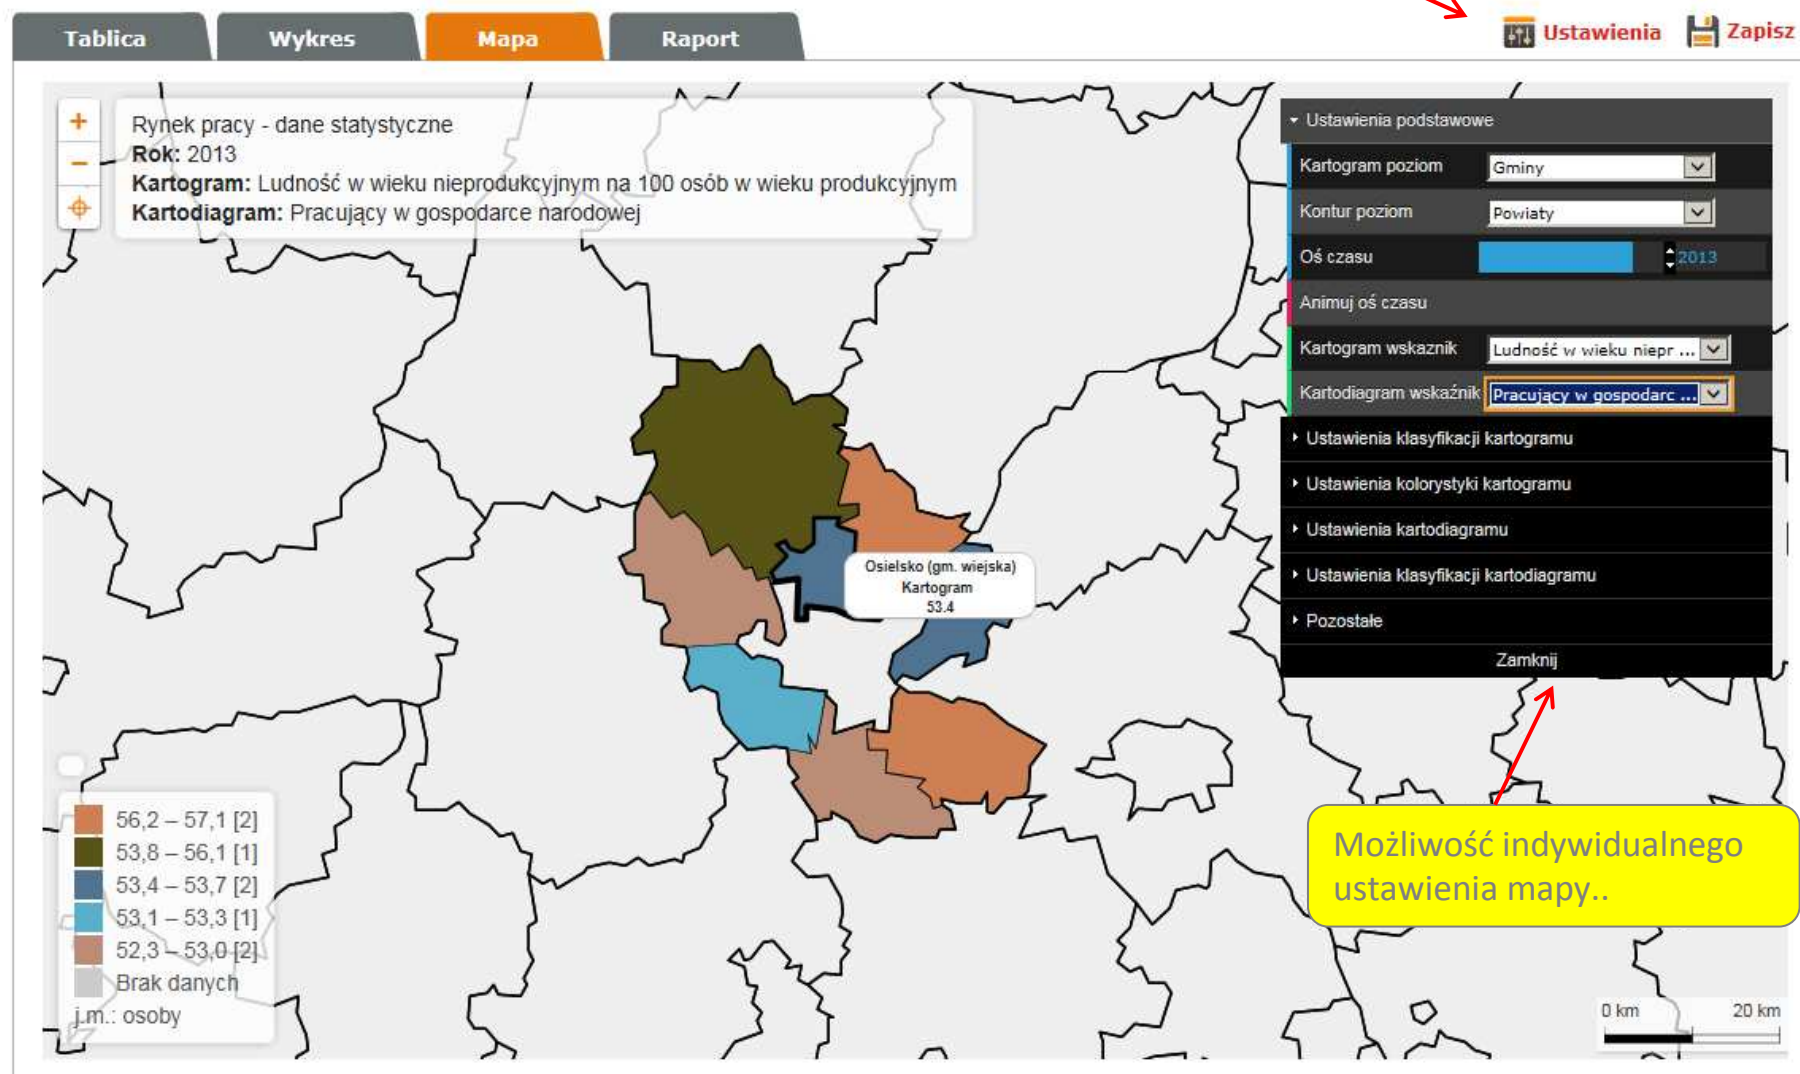 Tablica
Wykres
Mapa
Raport
Ustawienia
Zapisz
+
Rynek pracy - dane statystyczne
−
Rok: 2013
Kartogram: Ludność w wieku nieprodukcyjnym na 100 osób w wieku produkcyjnym
Kartodiagram: Pracujący w gospodarce narodowej
Ustawienia podstawowe
Kartogram poziom
Gminy
Kontur poziom
Powiaty
Oś czasu
2013
Animuj oś czasu
Kartogram wskaznik
Ludność w wieku niepr ...
Kartodiagram wskaźnik
Pracujący w gospodarc ...
Ustawienia klasyfikacji kartogramu
Ustawienia kolorystyki kartogramu
Ustawienia kartodiagramu
Ustawienia klasyfikacji kartodiagramu
Pozostałe
Zamknij
Osielsko (gm. wiejska)
Kartogram
53.4
56,2 – 57,1 [2]
53,8 – 56,1 [1]
53,4 – 53,7 [2]
53,1 – 53,3 [1]
52,3 – 53,0 [2]
Brak danych
j.m.: osoby
Możliwość indywidualnego
ustawienia mapy..
0 km
20 km